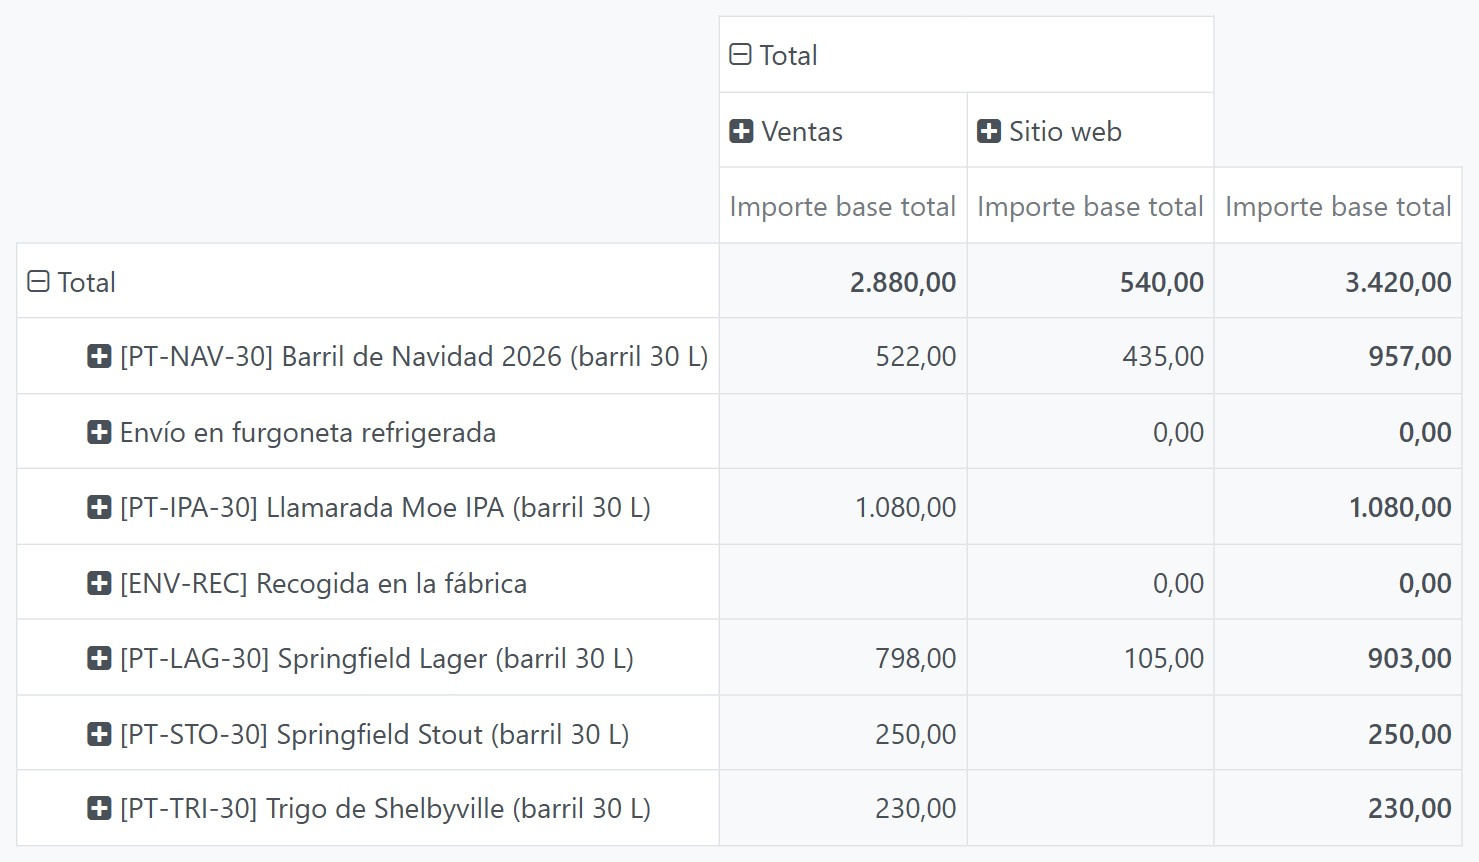 Total
Ventas Sitio web
Importe base total Importe base total Importe base total
Total 2.880,00 540,00 3.420,00
[PT-NAV-30] Barril de Navidad 2026 (barril 30 L) 522,00 435,00 957,00
Envío en furgoneta refrigerada 0,00 0,00
[PT-IPA-30] Llamarada Moe IPA (barril 30 L) 1.080,00 1.080,00
[ENV-REC] Recogida en la fábrica 0,00 0,00
[PT-LAG-30] Springfield Lager (barril 30 L) 798,00 105,00 903,00
[PT-STO-30] Springfield Stout (barril 30 L) 250,00 250,00
[PT-TRI-30] Trigo de Shelbyville (barril 30 L) 230,00 230,00